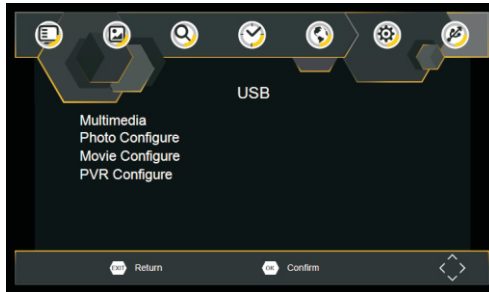 USB
Multimedia
Photo Configure
Movie Configure
PVR Configure
EXIT Return OK Confirm